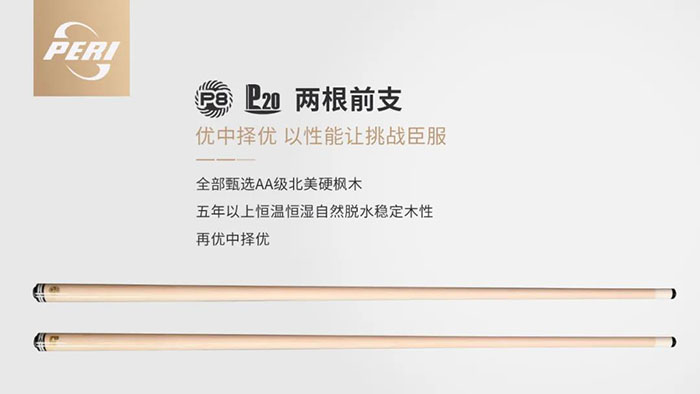 PERI
P8 P20 两根前支
优中择优 以性能让挑战臣服
全部甄选AA级北美硬枫木
五年以上恒温恒湿自然脱水稳定木性
再优中择优